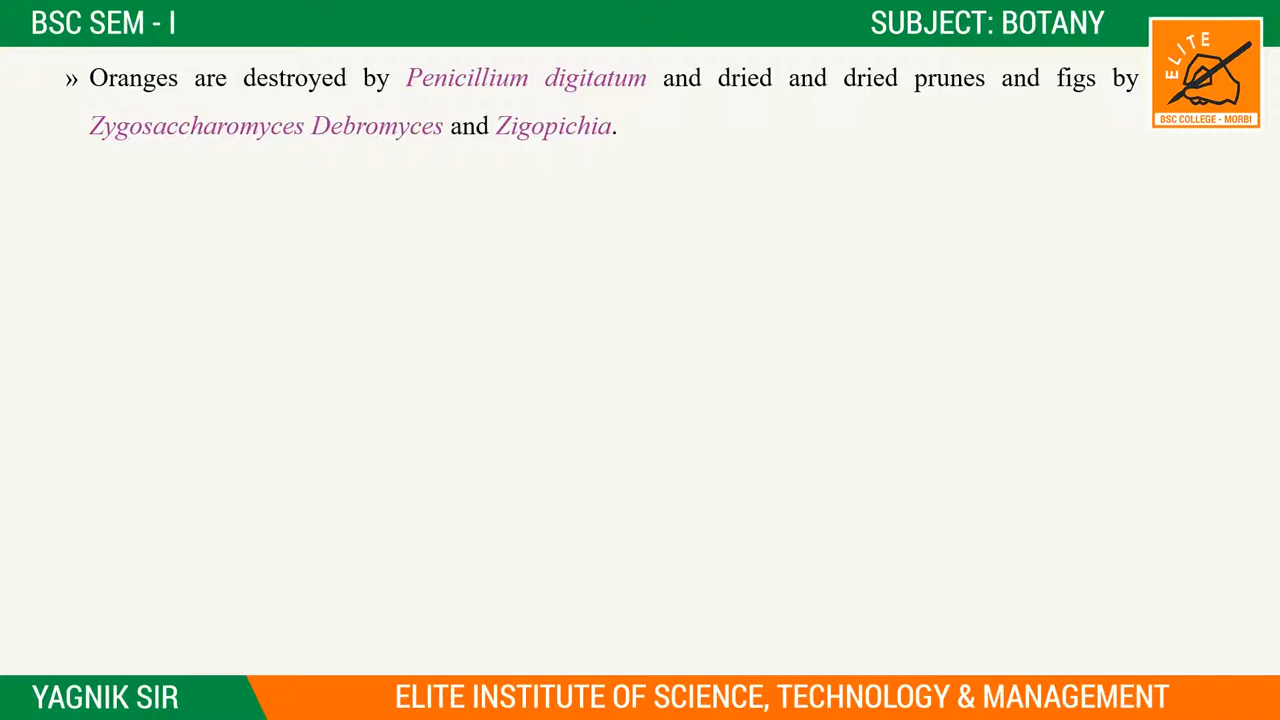 BSC SEM - I
SUBJECT: BOTANY
ELITE
BSC COLLEGE - MORBI
» Oranges are destroyed by Penicillium digitatum and dried and dried prunes and figs by
Zygosaccharomyces Debromyces and Zigopichia.
YAGNIK SIR
ELITE INSTITUTE OF SCIENCE, TECHNOLOGY & MANAGEMENT